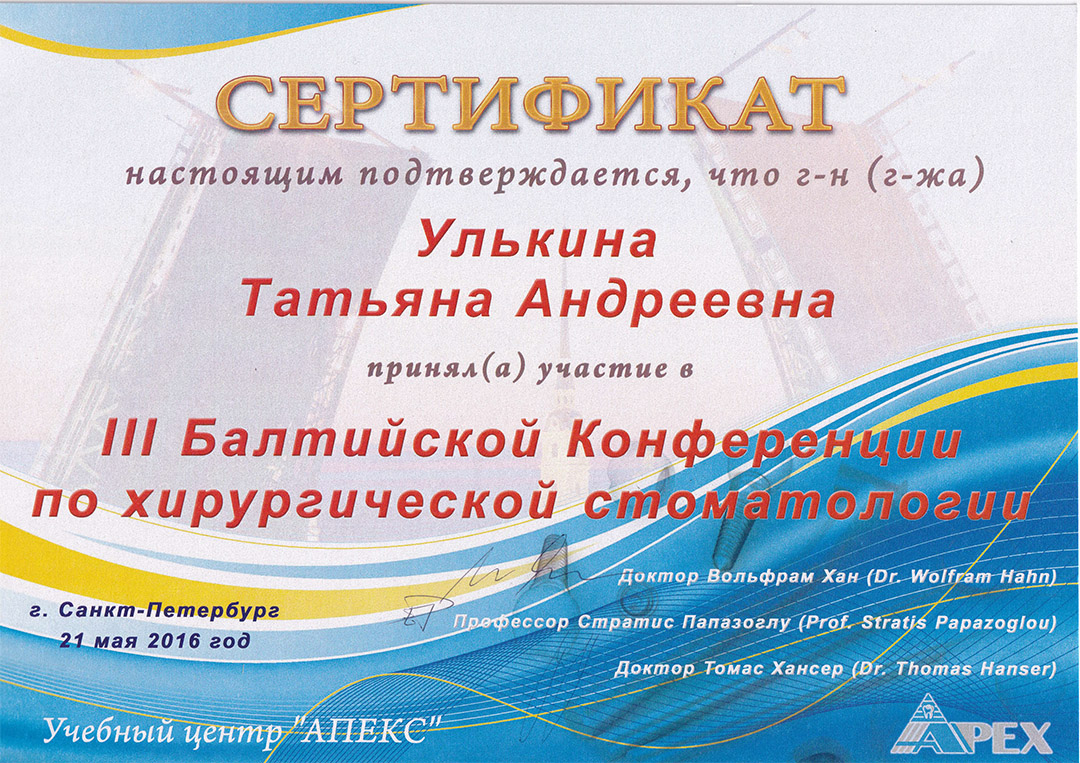 СЕРТИФИКАТ
настоящим подтверждается, что г-н (г-жа)
Улькина
Татьяна Андреевна
принял(а) участие в
III Балтийской Конференции
по хирургической стоматологии
Доктор Вольфрам Хан (Dr. Wolfram Hahn)
г. Санкт-Петербург
Профессор Стратис Папазоглу (Prof. Stratis Papazoglou)
21 мая 2016 год
Доктор Томас Хансер (Dr. Thomas Hanser)
Учебный центр "АПЕКС"
APEX